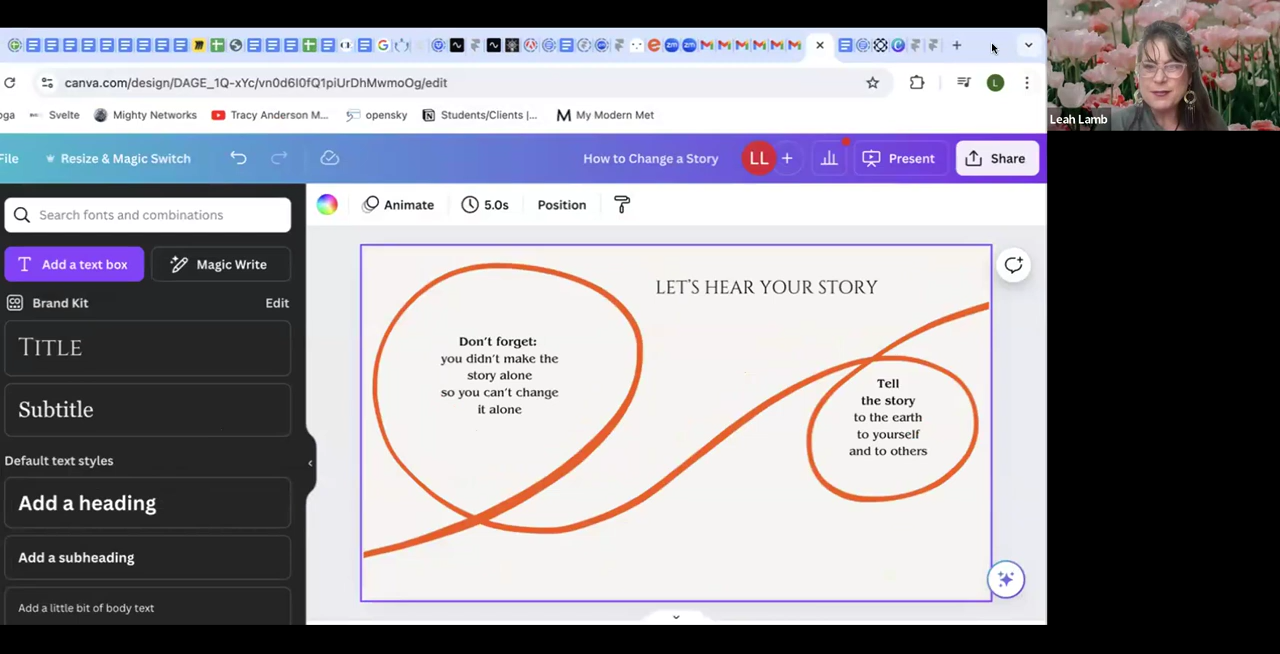 canva.com/design/DAGE_1Q-xYc/vn0d6I0fQ1piUrDhMwmoOg/edit
L
oga
Svelte
Mighty Networks
Tracy Anderson M...
opensky
Students/Clients |...
My Modern Met
Leah Lamb
File
Resize & Magic Switch
How to Change a Story
LL
+
Present
Share
Search fonts and combinations
Animate
5.0s
Position
Add a text box
Magic Write
Brand Kit
Edit
TITLE
Subtitle
Default text styles
Add a heading
Add a subheading
Add a little bit of body text
LET'S HEAR YOUR STORY
Don't forget:
you didn't make the
story alone
so you can't change
it alone
Tell
the story
to the earth
to yourself
and to others